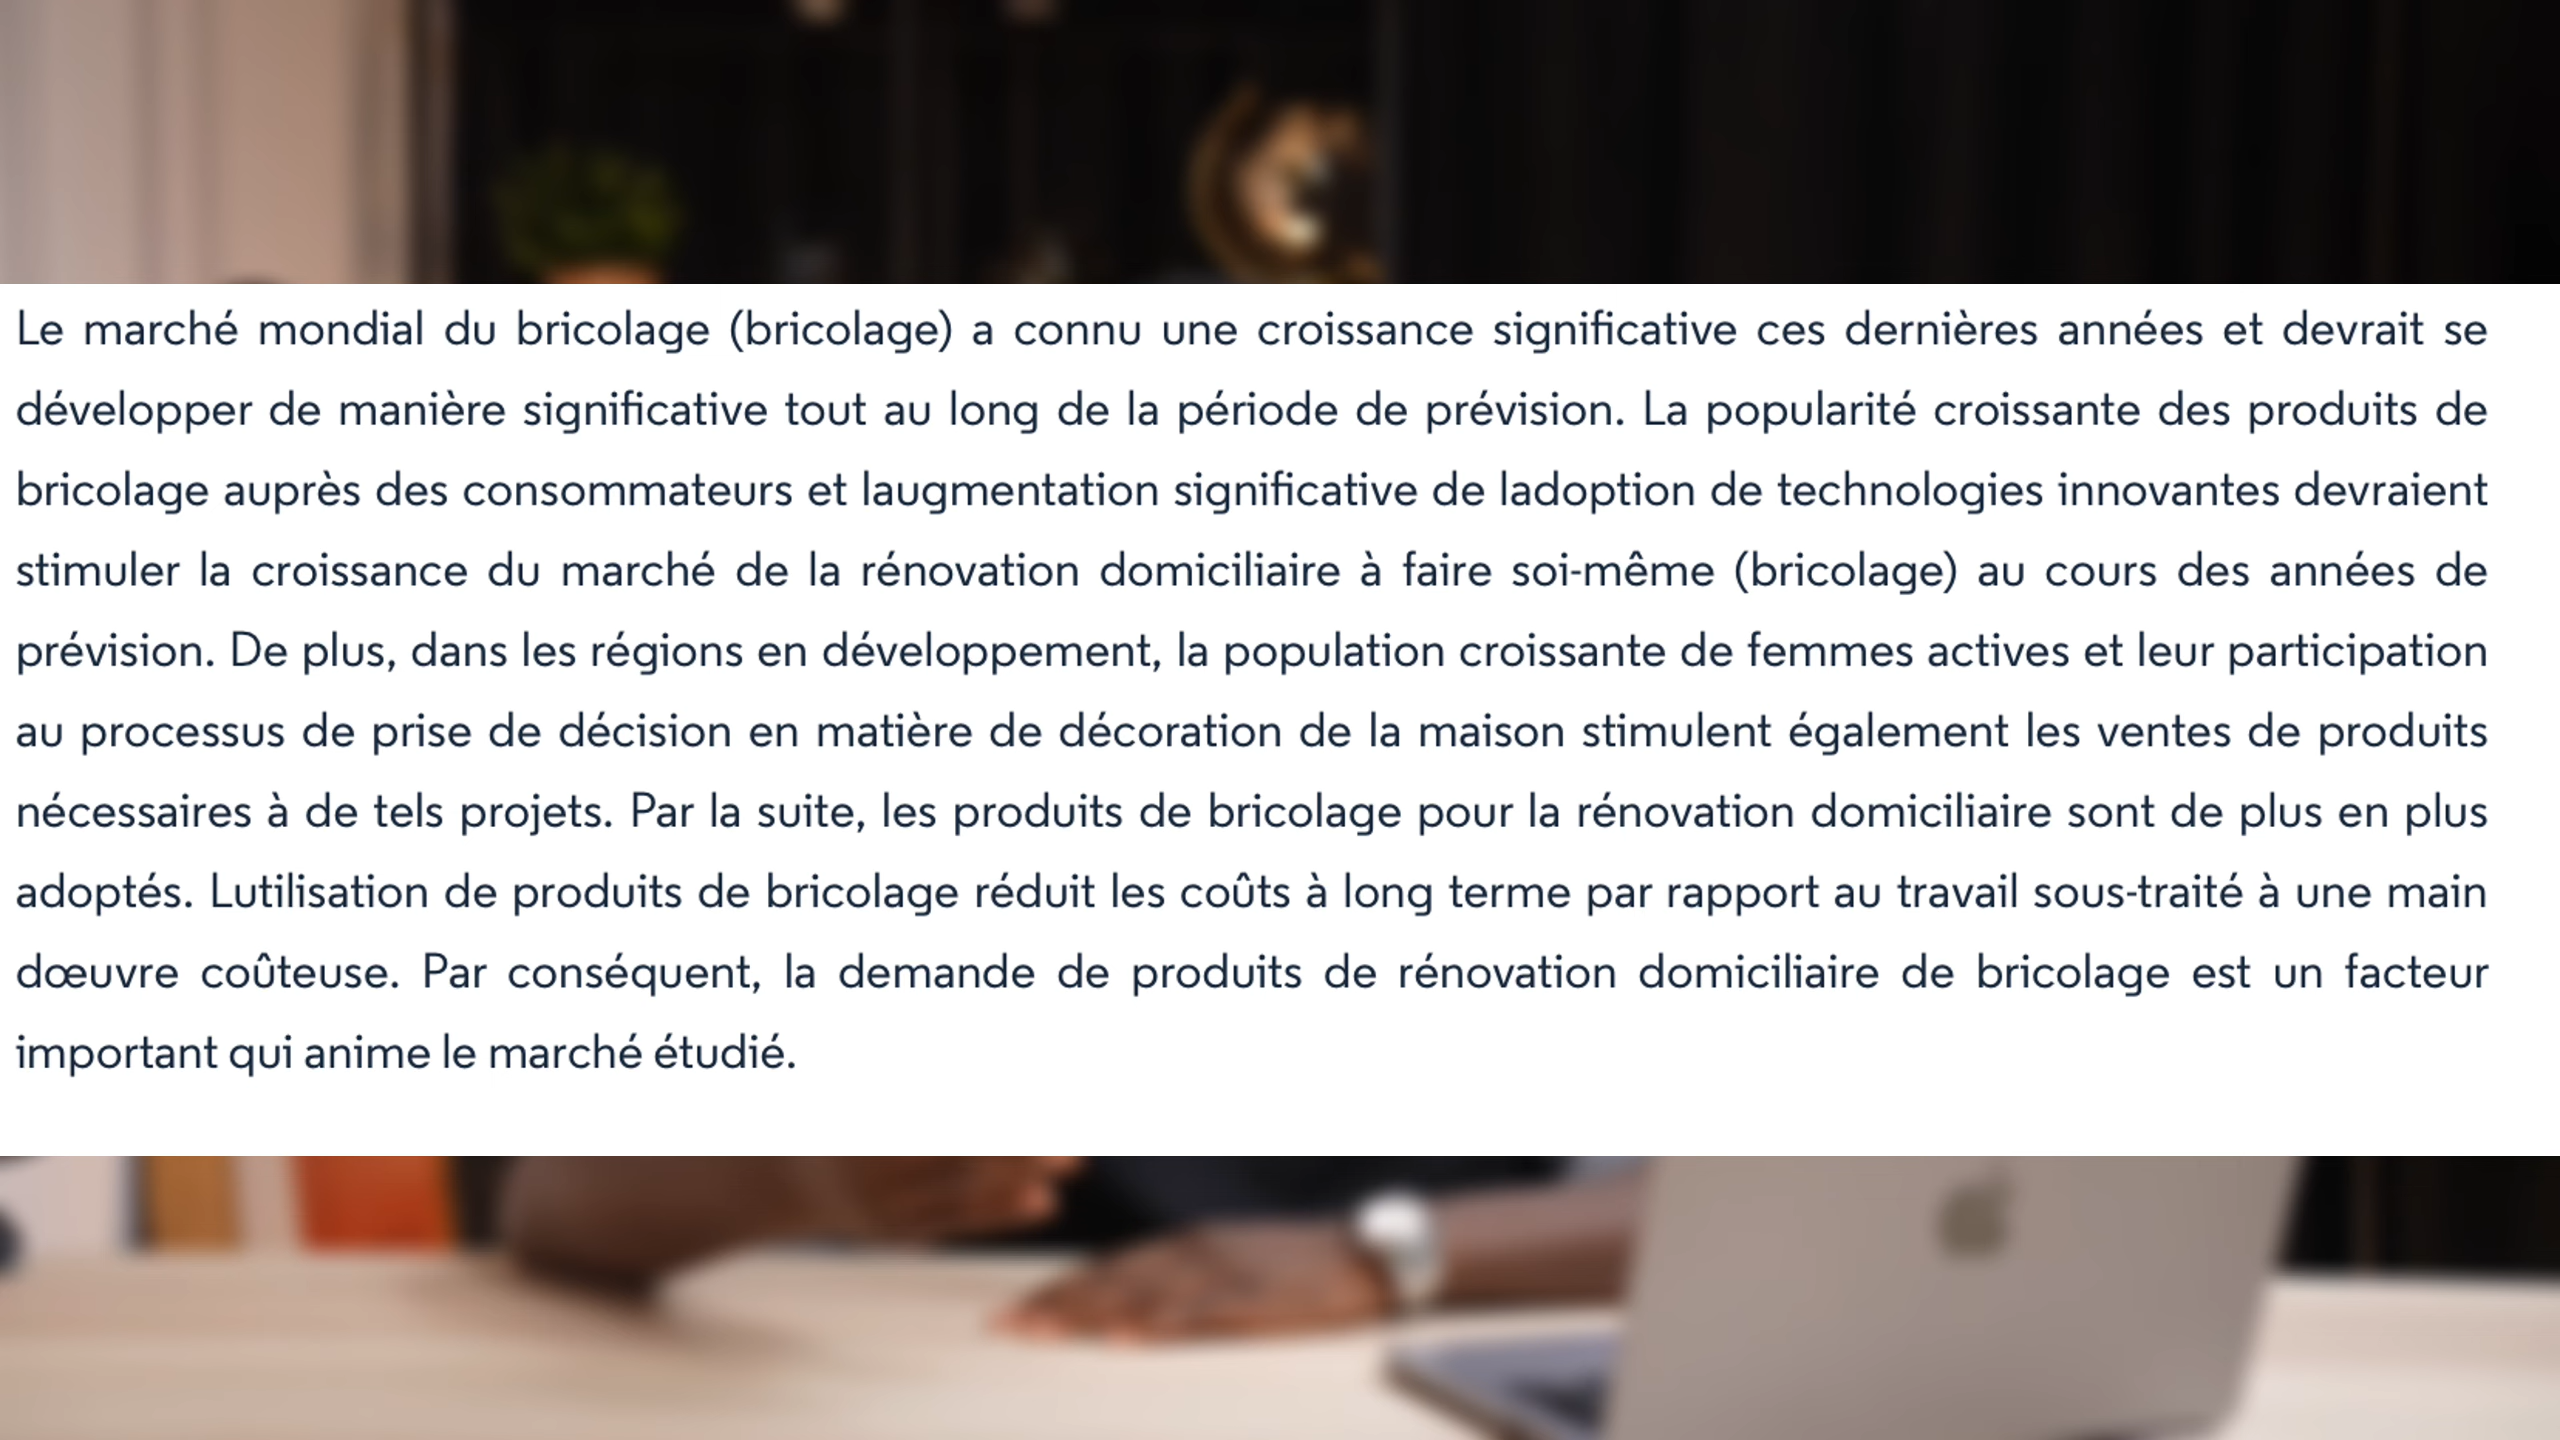 Le marché mondial du bricolage (bricolage) a connu une croissance significative ces dernières années et devrait se
développer de manière significative tout au long de la période de prévision. La popularité croissante des produits de
bricolage auprès des consommateurs et laugmentation significative de ladoption de technologies innovantes devraient
stimuler la croissance du marché de la rénovation domiciliaire à faire soi-même (bricolage) au cours des années de
prévision. De plus, dans les régions en développement, la population croissante de femmes actives et leur participation
au processus de prise de décision en matière de décoration de la maison stimulent également les ventes de produits
nécessaires à de tels projets. Par la suite, les produits de bricolage pour la rénovation domiciliaire sont de plus en plus
adoptés. Lutilisation de produits de bricolage réduit les coûts à long terme par rapport au travail sous-traité à une main
dœuvre coûteuse. Par conséquent, la demande de produits de rénovation domiciliaire de bricolage est un facteur
important qui anime le marché étudié.